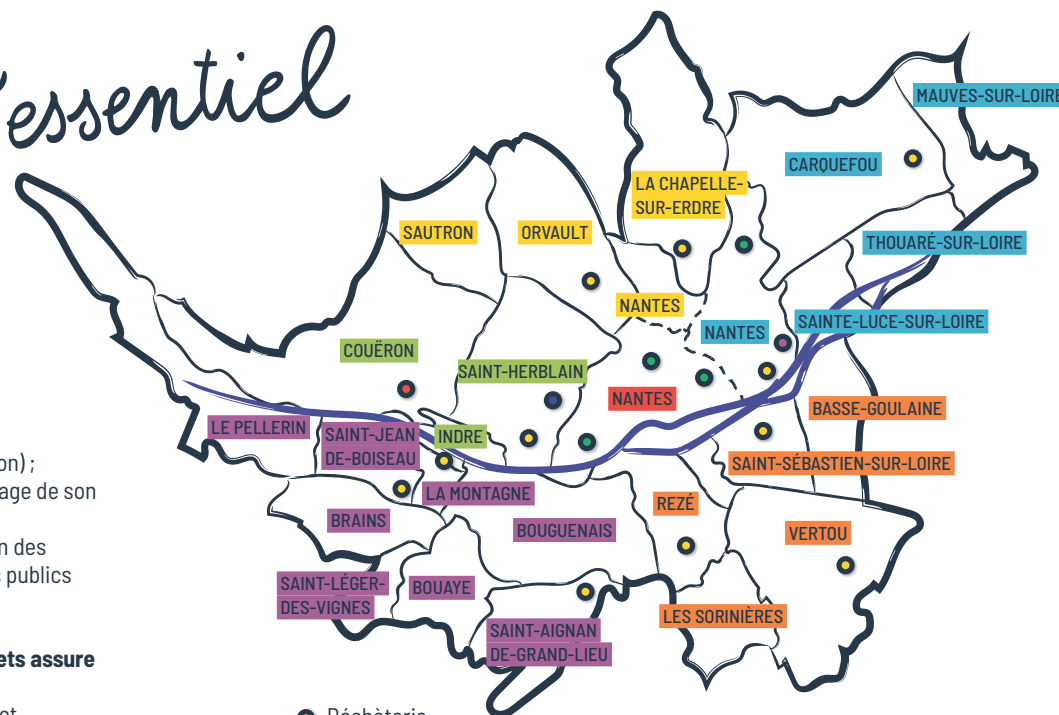 'essentiel
MAUVES-SUR-LOIRE
CARQUEFOU
LA CHAPELLE-
SUR-ERDRE
SAUTRON
ORVAULT
THOUARÉ-SUR-LOIRE
NANTES
NANTES
SAINTE-LUCE-SUR-LOIRE
COUËRON
SAINT-HERBLAIN
NANTES
BASSE-GOULAINE
LE PELLERIN
SAINT-JEAN
DE-BOISEAU
INDRE
SAINT-SÉBASTIEN-SUR-LOIRE
LA MONTAGNE
REZÉ
BRAINS
BOUGUENAIS
VERTOU
SAINT-LÉGER-
DES-VIGNES
BOUAYE
LES SORINIÈRES
SAINT-AIGNAN
DE-GRAND-LIEU
on) ;
age de son
n des
s publics
ets assure
et
Déchèterie